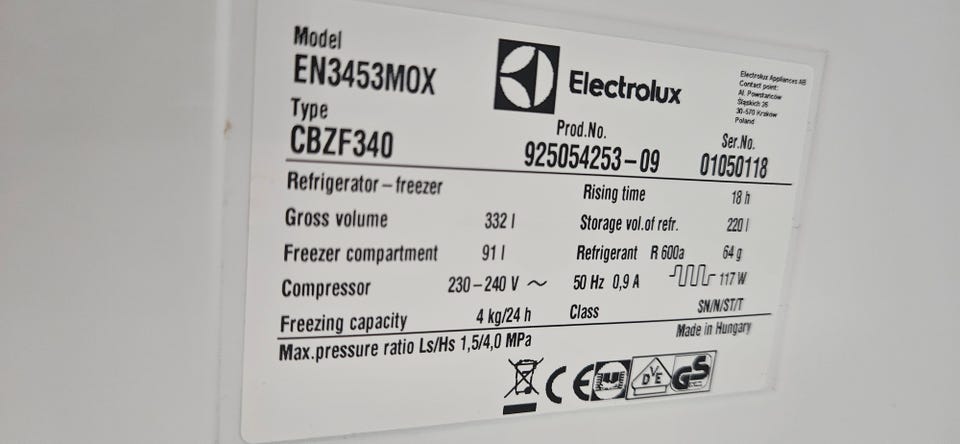 Model
EN3453MOX
Type
CBZF340
Electrolux
Electrolux Appliances AB
Contact point:
Al. Powstańców
Śląskich 26
30-570 Kraków
Poland
Prod.No.
925054253-09
Ser.No.
01050118
Refrigerator-freezer
Rising time 18 h
Gross volume 332 l
Storage vol.of refr. 220 l
Freezer compartment 91 l
Refrigerant R 600a 64 g
Compressor 230-240 V ~ 50 Hz 0,9 A 117 W
Freezing capacity 4 kg/24 h
Class SN/N/ST/T
Max.pressure ratio Ls/Hs 1,5/4,0 MPa
Made in Hungary
CE
DVE
GS